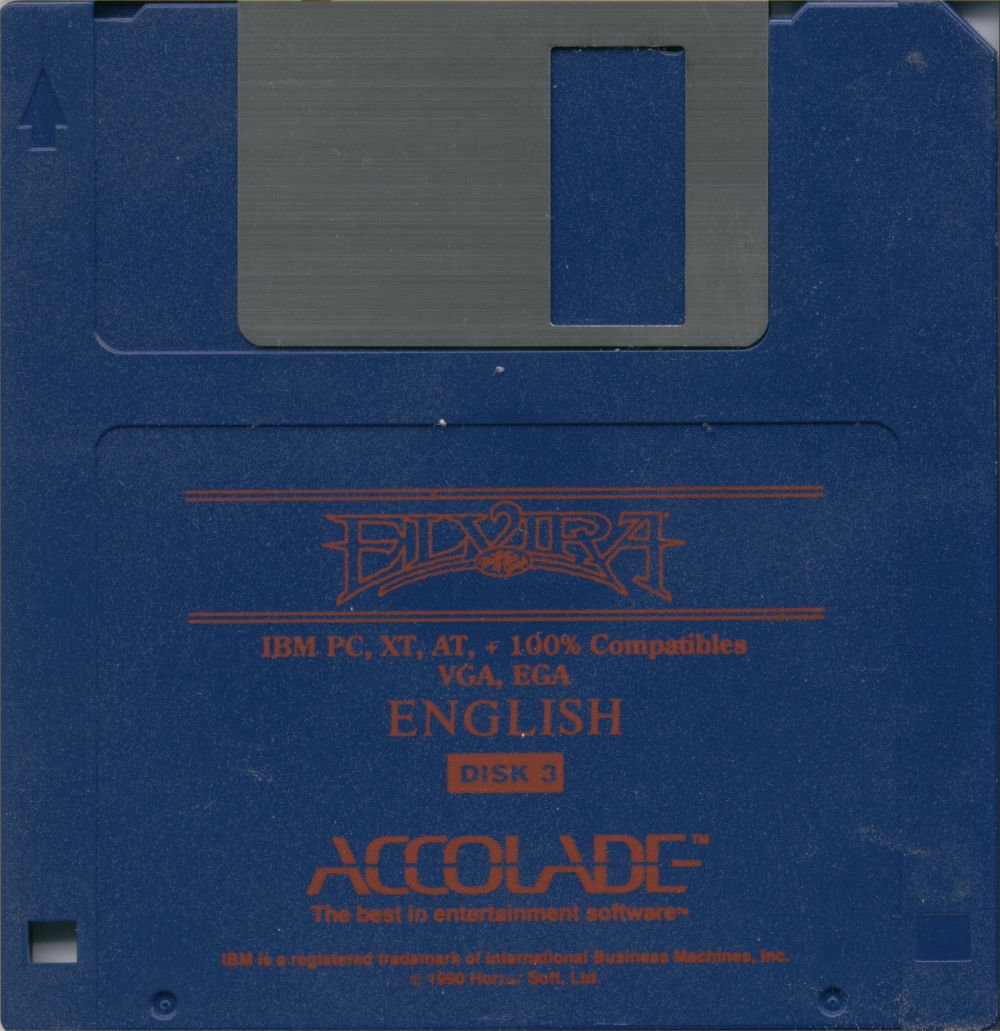 ELVIRA
IBM PC, XT, AT, + 100% Compatibles
VGA, EGA
ENGLISH
DISK 3
ACCOLADE™
The best in entertainment software™
IBM is a registered trademark of International Business Machines, Inc.
© 1990 Horror Soft, Ltd.